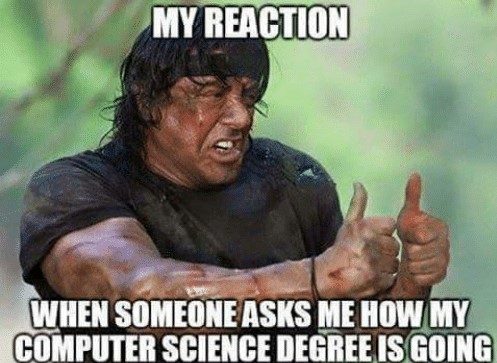 MY REACTION
WHEN SOMEONE ASKS ME HOW MY
COMPUTER SCIENCE DEGREE IS GOING